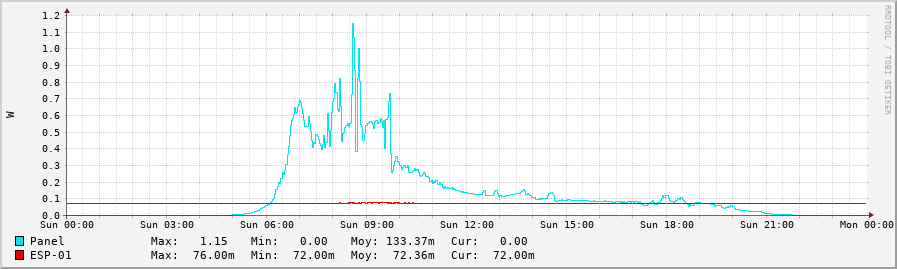 1.2
1.1
1.0
0.9
0.8
0.7
0.6
0.5
0.4
0.3
0.2
0.1
0.0
W
RRDTOOL / TOBI OETIKER
Sun 00:00 Sun 03:00 Sun 06:00 Sun 09:00 Sun 12:00 Sun 15:00 Sun 18:00 Sun 21:00 Mon 00:00
Panel Max: 1.15 Min: 0.00 Moy: 133.37m Cur: 0.00
ESP-01 Max: 76.00m Min: 72.00m Moy: 72.36m Cur: 72.00m